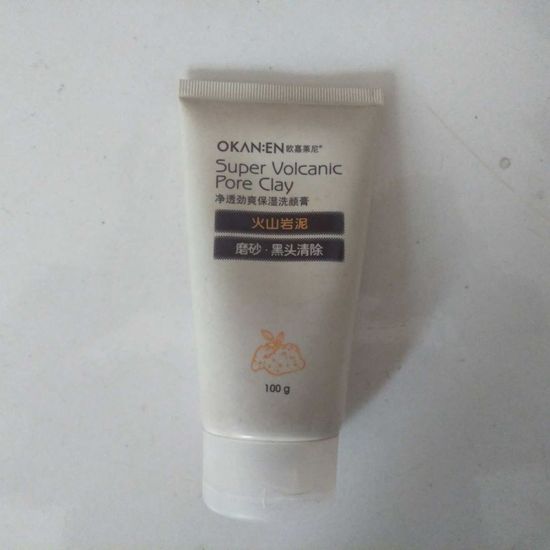 OKAN:EN 欧嘉莱尼®
Super Volcanic
Pore Clay
净透劲爽保湿洗颜膏
火山岩泥
磨砂·黑头清除
100 g